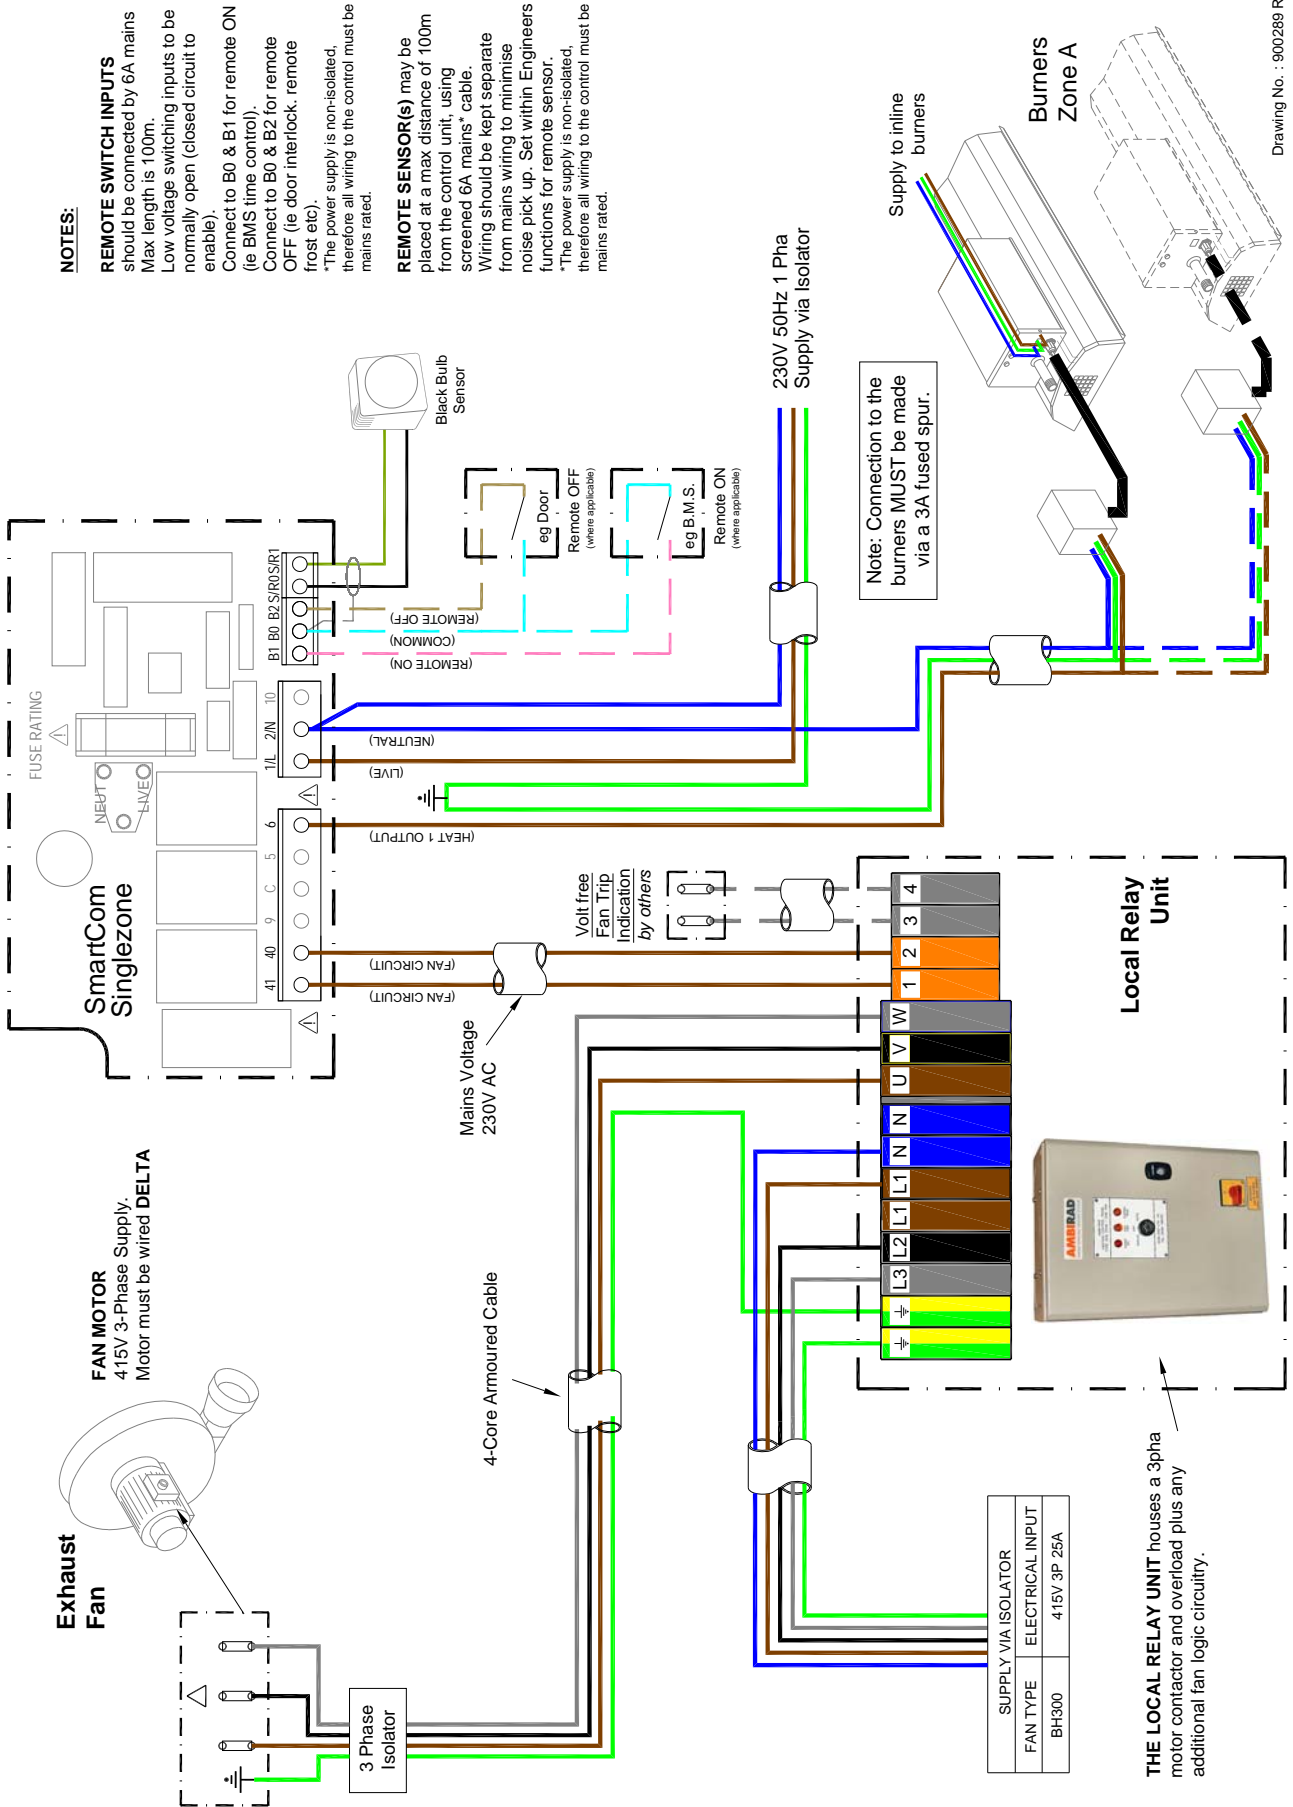 NOTES:
REMOTE SWITCH INPUTS
should be connected by 6A mains
Max length is 100m.
Low voltage switching inputs to be
normally open (closed circuit to
enable).
Connect to B0 & B1 for remote ON
(ie BMS time control).
Connect to B0 & B2 for remote
OFF (ie door interlock. remote
frost etc).
*The power supply is non-isolated,
therefore all wiring to the control must be
mains rated.
REMOTE SENSOR(s) may be
placed at a max distance of 100m
from the control unit, using
screened 6A mains* cable.
Wiring should be kept separate
from mains wiring to minimise
noise pick up. Set within Engineers
functions for remote sensor.
*The power supply is non-isolated,
therefore all wiring to the control must be
mains rated.
SmartCom
Singlezone
FUSE RATING
NEUT
LIVE
41 40 9 C 5 6
1/L 2/N 10
B1 B0 B2 S/R0 S/R1
(FAN CIRCUIT)
(FAN CIRCUIT)
(HEAT 1 OUTPUT)
(LIVE)
(NEUTRAL)
(REMOTE ON)
(COMMON)
(REMOTE OFF)
Black Bulb
Sensor
eg Door
Remote OFF
(where applicable)
eg B.M.S.
Remote ON
(where applicable)
230V 50Hz 1 Pha
Supply via Isolator
Note: Connection to the
burners MUST be made
via a 3A fused spur.
Supply to inline
burners
Burners
Zone A
Drawing No. : 900289 R
Exhaust
Fan
FAN MOTOR
415V 3-Phase Supply.
Motor must be wired DELTA
3 Phase
Isolator
Mains Voltage
230V AC
4-Core Armoured Cable
Volt free
Fan Trip
Indication
by others
L3 L2 L1 L1 N N U V W 1 2 3 4
Local Relay
Unit
AMBIRAD
SUPPLY VIA ISOLATOR
FAN TYPE ELECTRICAL INPUT
BH300 415V 3P 25A
THE LOCAL RELAY UNIT houses a 3pha
motor contactor and overload plus any
additional fan logic circuitry.